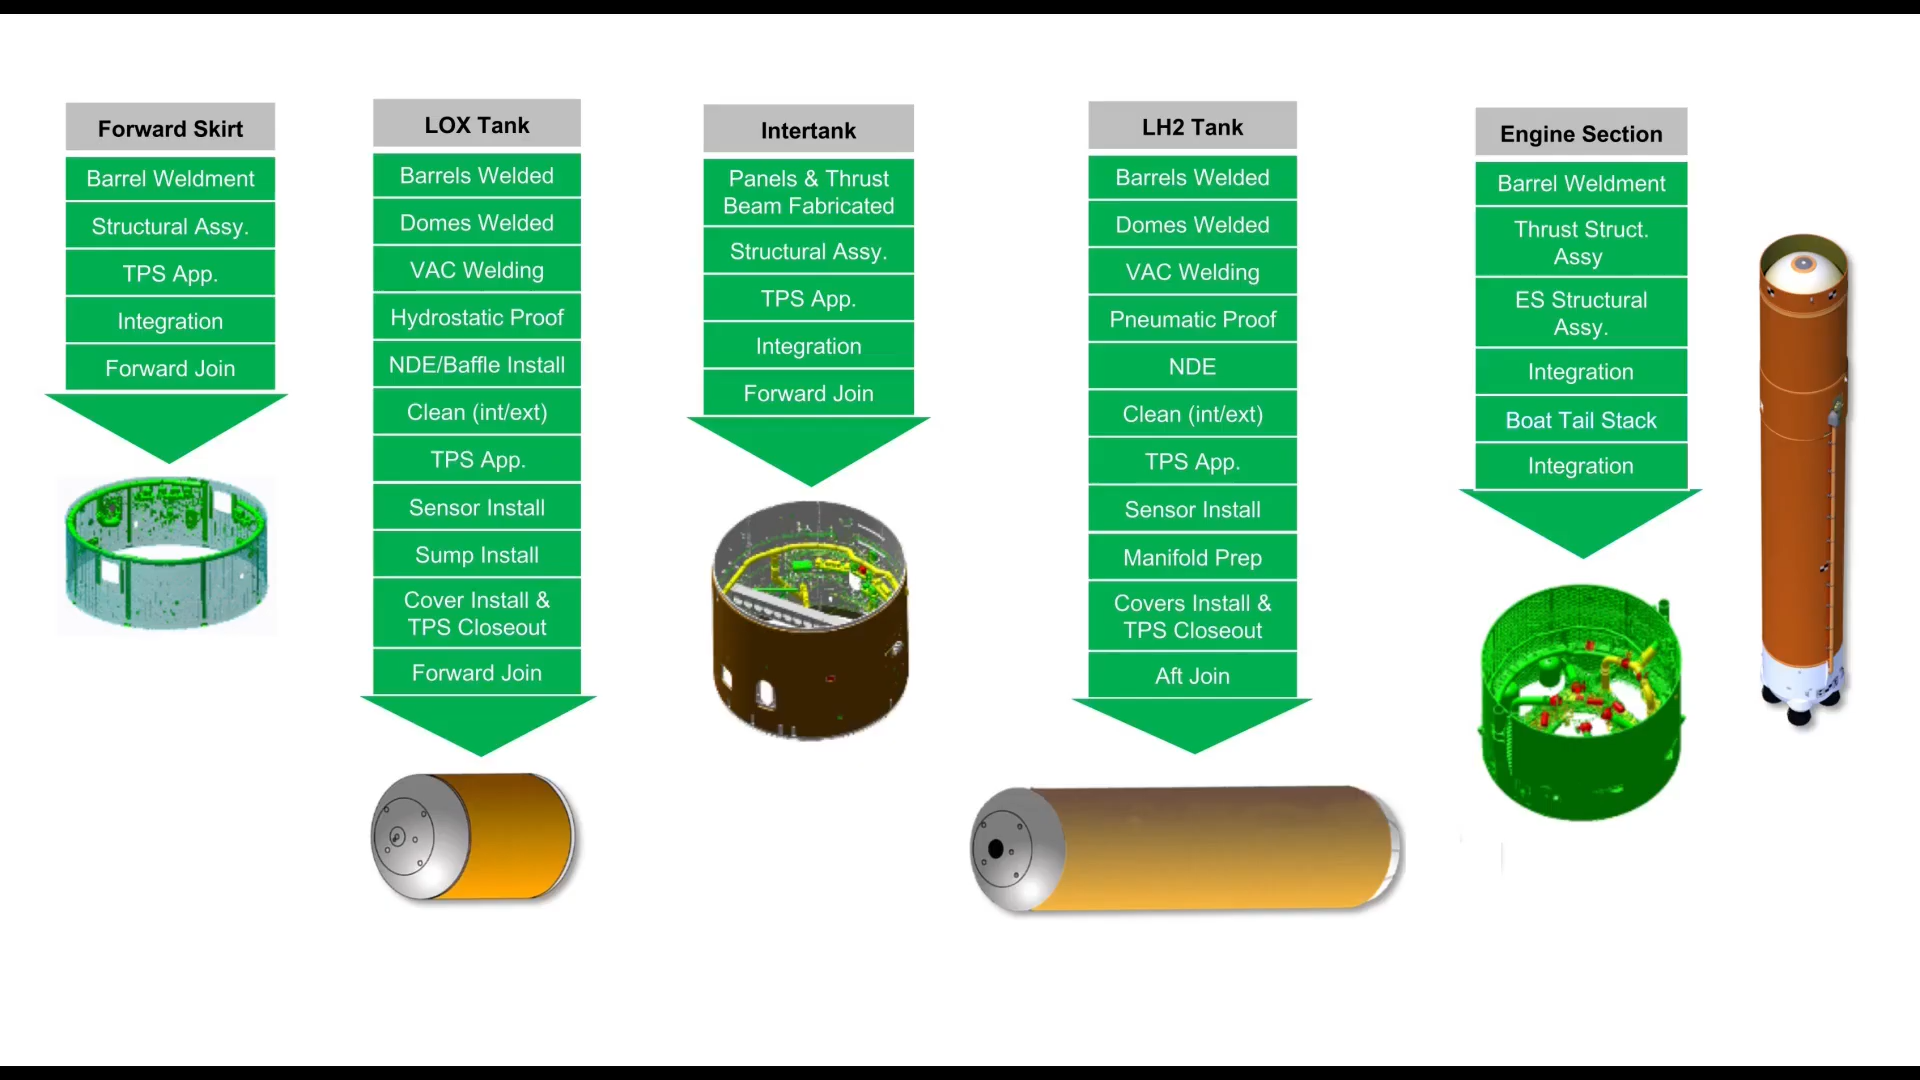 Forward Skirt
Barrel Weldment
Structural Assy.
TPS App.
Integration
Forward Join
LOX Tank
Barrels Welded
Domes Welded
VAC Welding
Hydrostatic Proof
NDE/Baffle Install
Clean (int/ext)
TPS App.
Sensor Install
Sump Install
Cover Install &
TPS Closeout
Forward Join
Intertank
Panels & Thrust
Beam Fabricated
Structural Assy.
TPS App.
Integration
Forward Join
LH2 Tank
Barrels Welded
Domes Welded
VAC Welding
Pneumatic Proof
NDE
Clean (int/ext)
TPS App.
Sensor Install
Manifold Prep
Covers Install &
TPS Closeout
Aft Join
Engine Section
Barrel Weldment
Thrust Struct.
Assy
ES Structural
Assy.
Integration
Boat Tail Stack
Integration